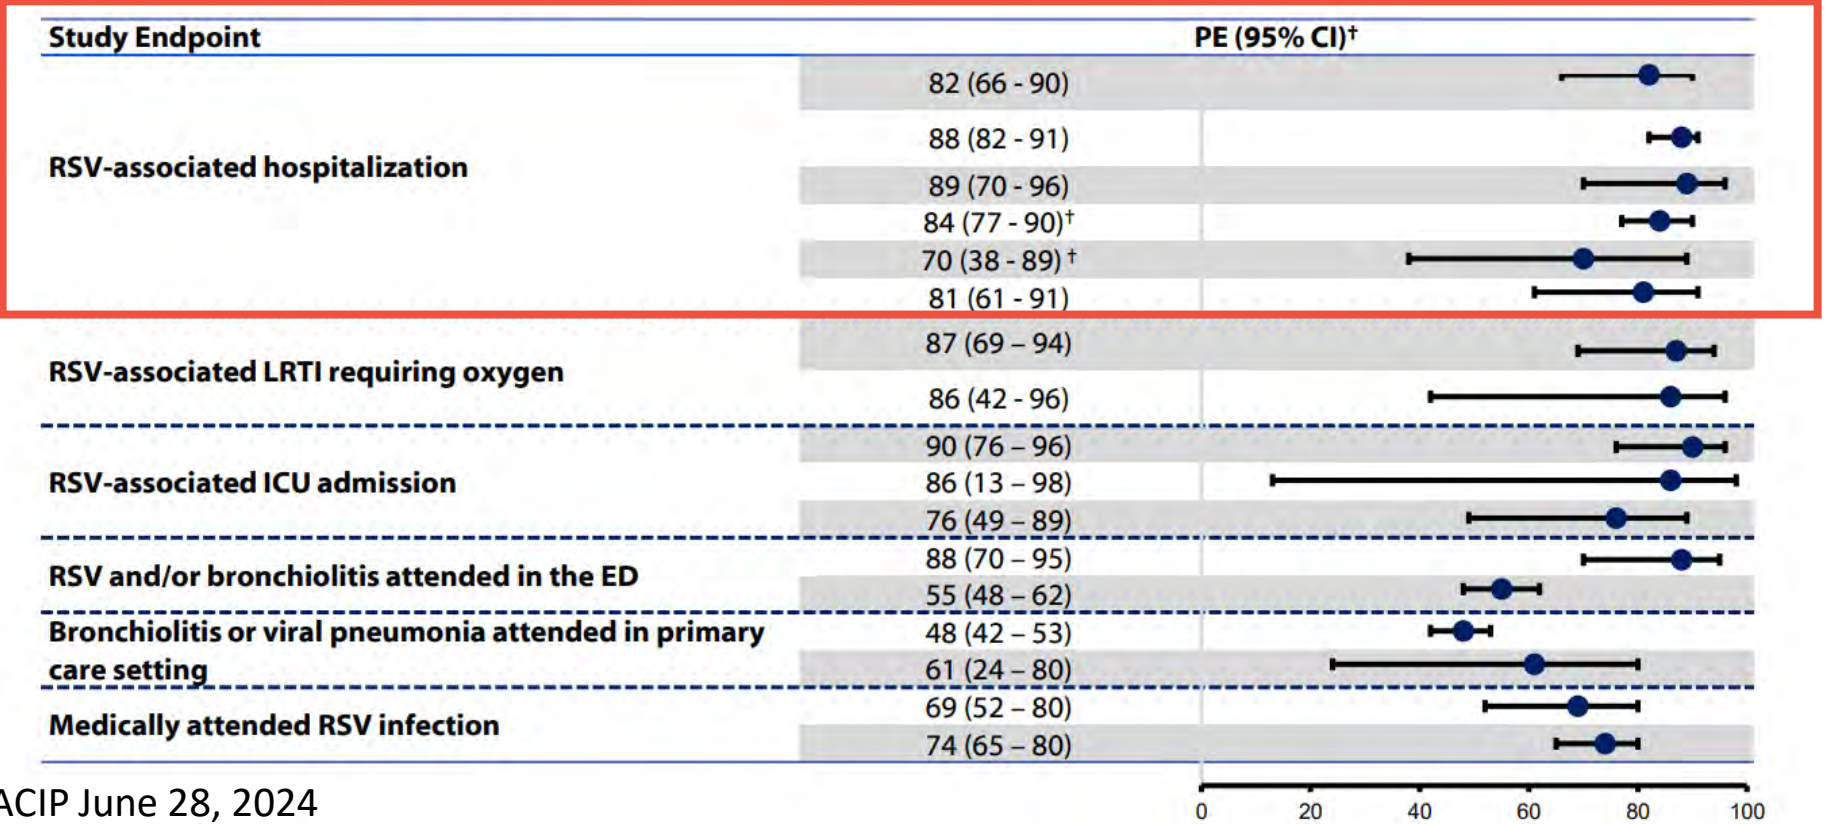 Study Endpoint PE (95% CI)†
82 (66 - 90)
88 (82 - 91)
RSV-associated hospitalization
89 (70 - 96)
84 (77 - 90)†
70 (38 - 89) †
81 (61 - 91)
87 (69 – 94)
RSV-associated LRTI requiring oxygen
86 (42 - 96)
90 (76 – 96)
RSV-associated ICU admission
86 (13 – 98)
76 (49 – 89)
88 (70 – 95)
RSV and/or bronchiolitis attended in the ED
55 (48 – 62)
Bronchiolitis or viral pneumonia attended in primary
care setting
48 (42 – 53)
61 (24 – 80)
69 (52 – 80)
Medically attended RSV infection
74 (65 – 80)
0 20 40 60 80 100
ACIP June 28, 2024